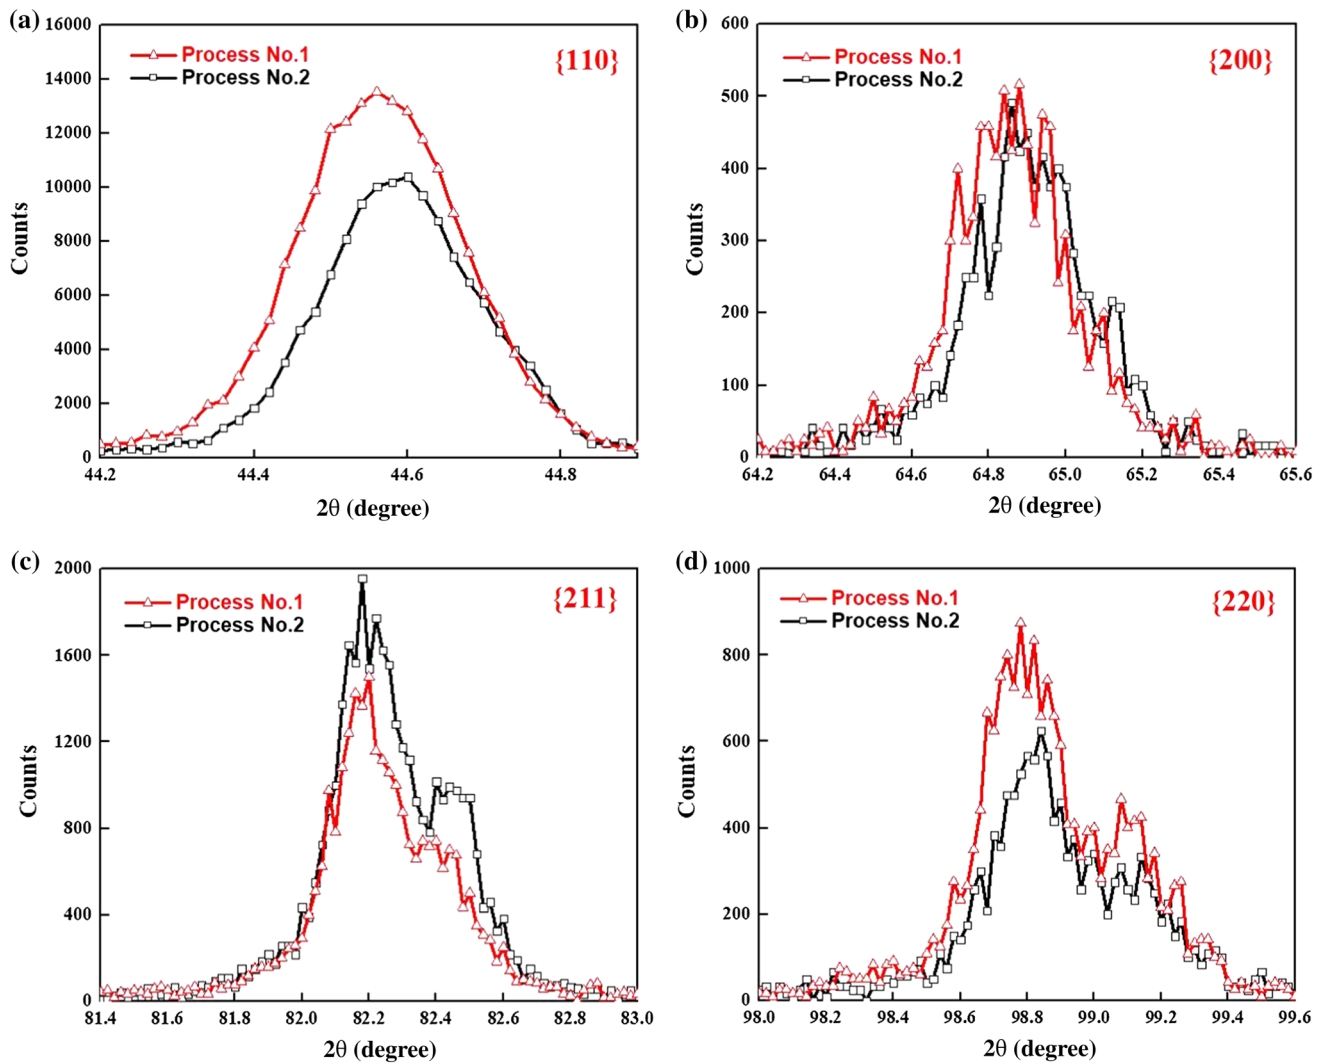 (a)
16000
14000
12000
10000
8000
6000
4000
2000
0
Counts
Process No.1
Process No.2
{110}
44.2 44.4 44.6 44.8
2θ (degree)
(b)
600
500
400
300
200
100
0
Counts
Process No.1
Process No.2
{200}
64.2 64.4 64.6 64.8 65.0 65.2 65.4 65.6
2θ (degree)
(c)
2000
1600
1200
800
400
0
Counts
Process No.1
Process No.2
{211}
81.4 81.6 81.8 82.0 82.2 82.4 82.6 82.8 83.0
2θ (degree)
(d)
1000
800
600
400
200
0
Counts
Process No.1
Process No.2
{220}
98.0 98.2 98.4 98.6 98.8 99.0 99.2 99.4 99.6
2θ (degree)